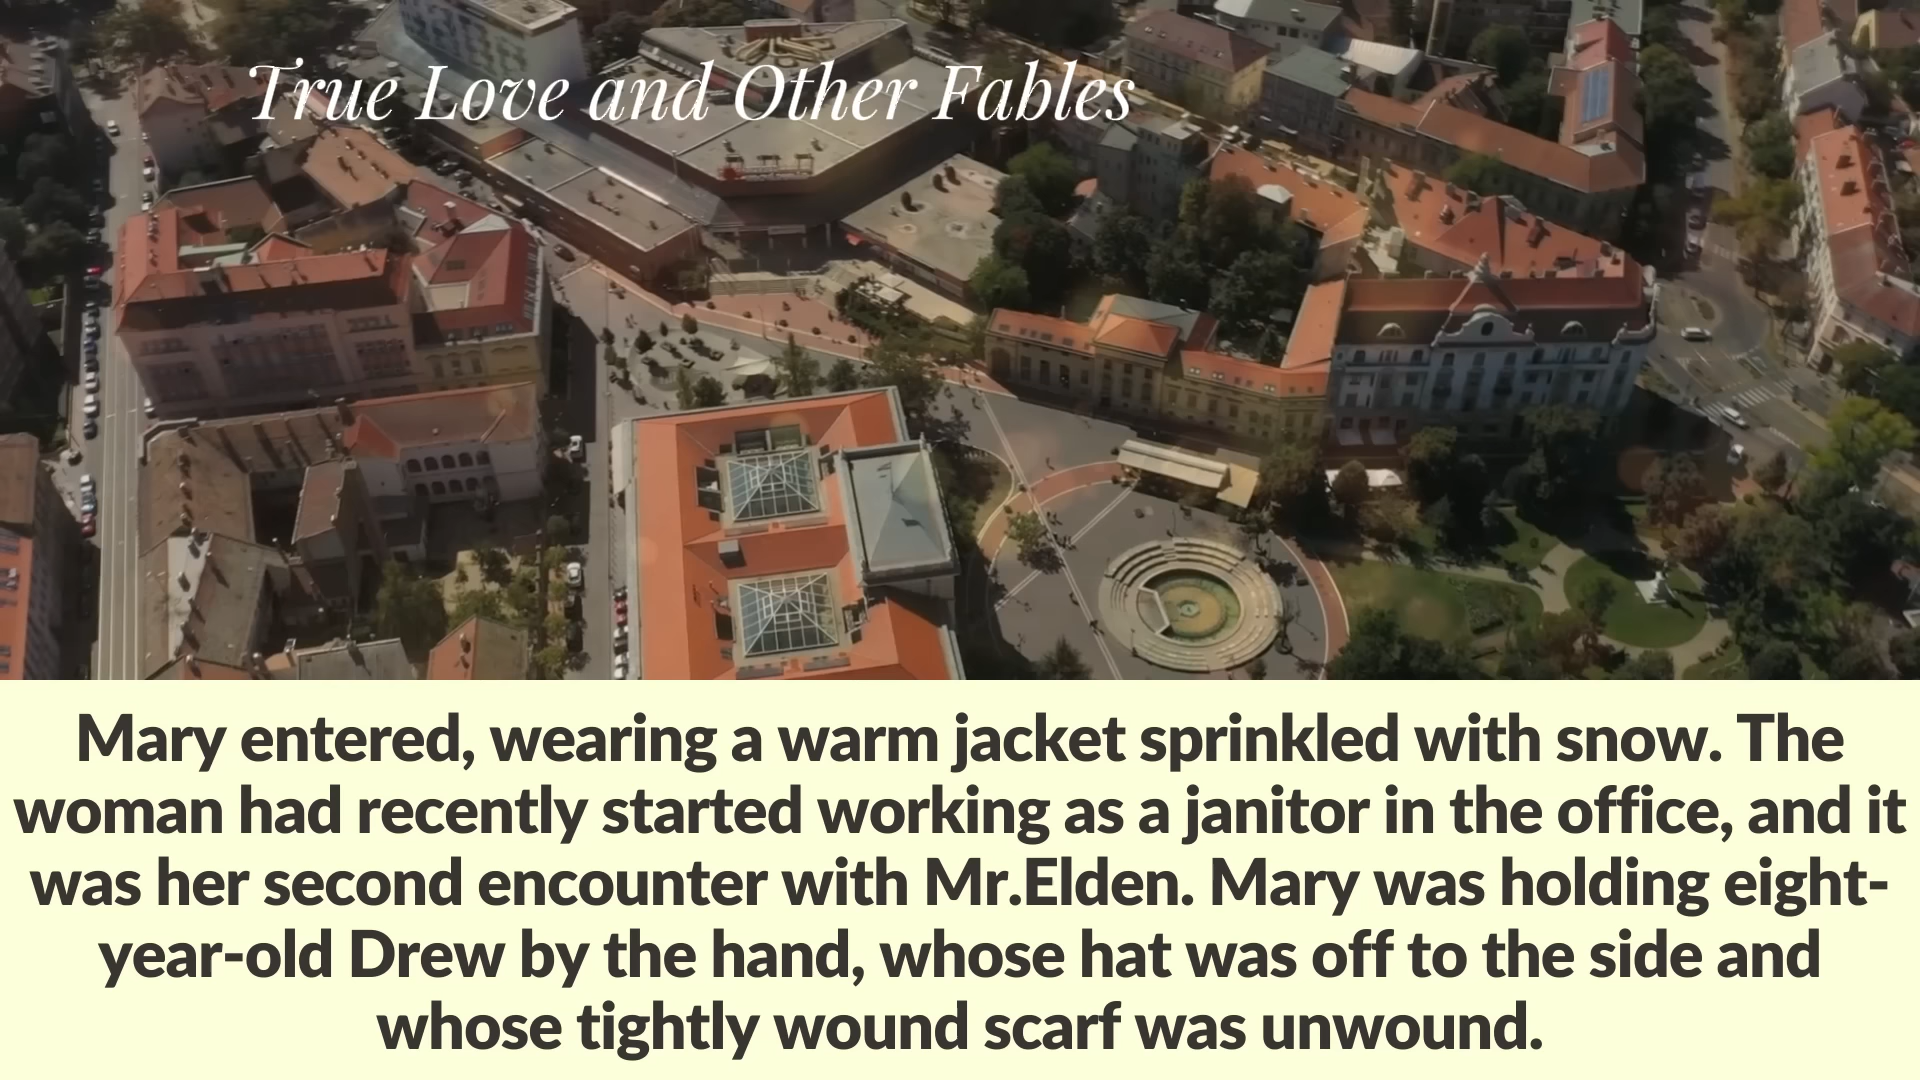 True Love and Other Fables
Mary entered, wearing a warm jacket sprinkled with snow. The
woman had recently started working as a janitor in the office, and it
was her second encounter with Mr.Elden. Mary was holding eight-
year-old Drew by the hand, whose hat was off to the side and
whose tightly wound scarf was unwound.